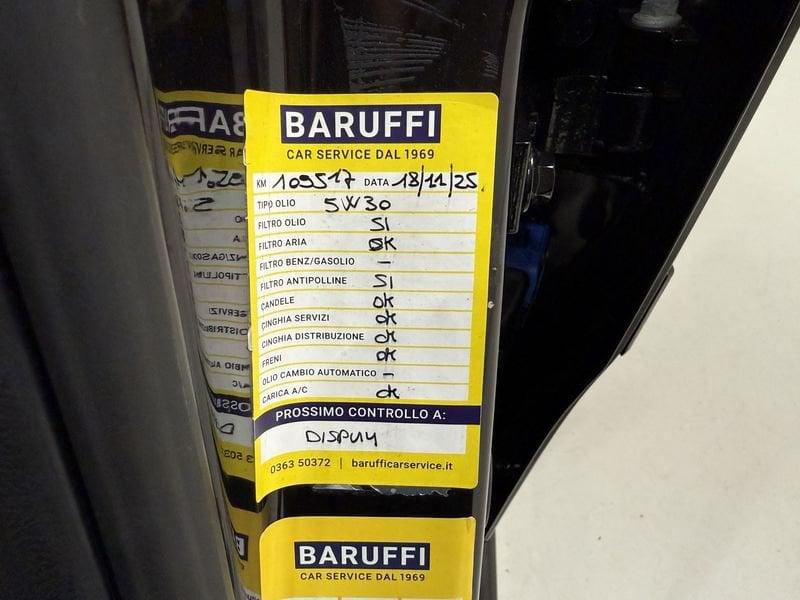 BARUFFI
CAR SERVICE DAL 1969
KM 109517 DATA 18/11/25
TIPO OLIO 5W30
FILTRO OLIO SI
FILTRO ARIA OK
FILTRO BENZ/GASOLIO -
FILTRO ANTIPOLLINE SI
CANDELE OK
CINGHIA SERVIZI OK
CINGHIA DISTRIBUZIONE OK
FRENI OK
OLIO CAMBIO AUTOMATICO -
CARICA A/C OK
PROSSIMO CONTROLLO A:
DISPLAY
0363 50372 | barufficarservice.it
BARUFFI
CAR SERVICE DAL 1969